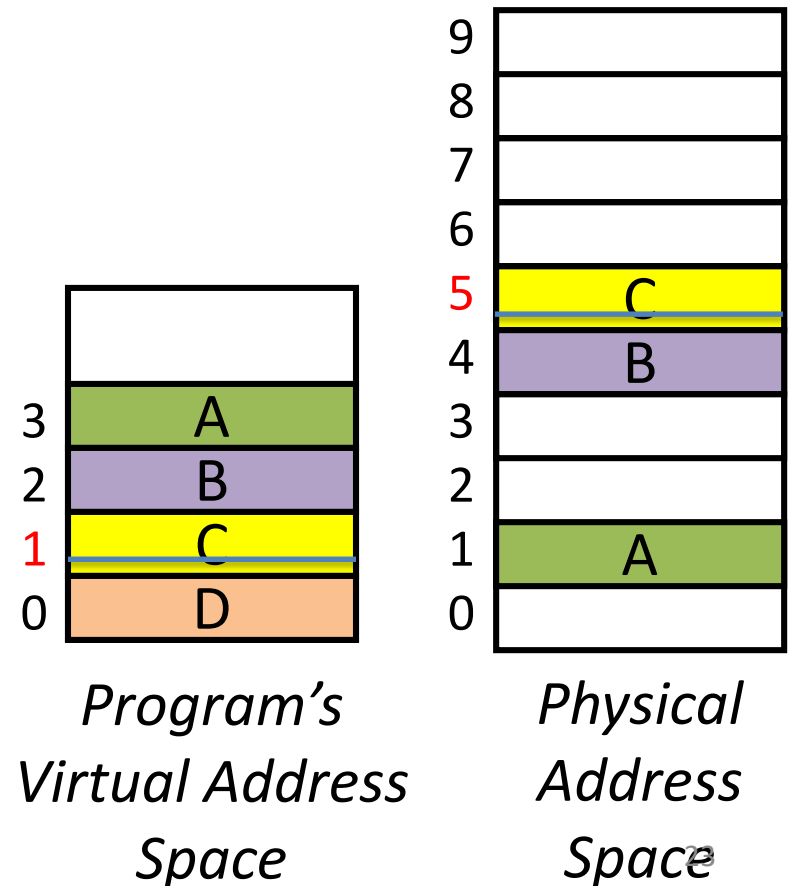 3 A
2 B
1 C
0 D
Program's
Virtual Address
Space
9
8
7
6
5 C
4 B
3
2
1 A
0
Physical
Address
Space
23